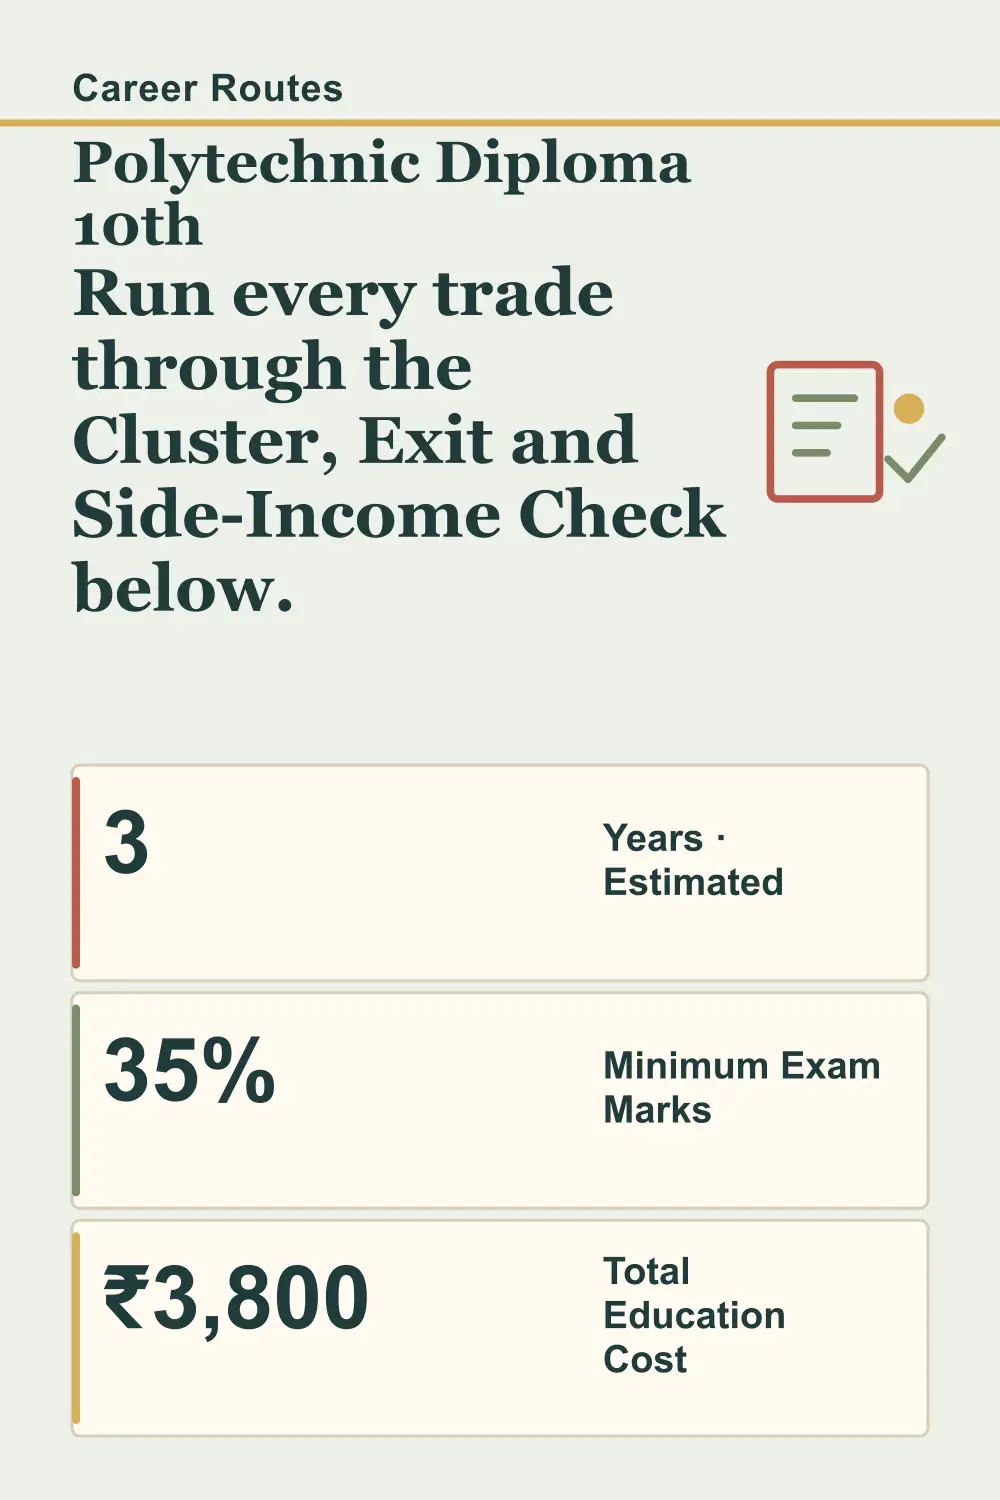 Career Routes
Polytechnic Diploma
10th
Run every trade
through the
Cluster, Exit and
Side-Income Check
below.
3
Years ·
Estimated
35%
Minimum Exam
Marks
₹3,800
Total
Education
Cost